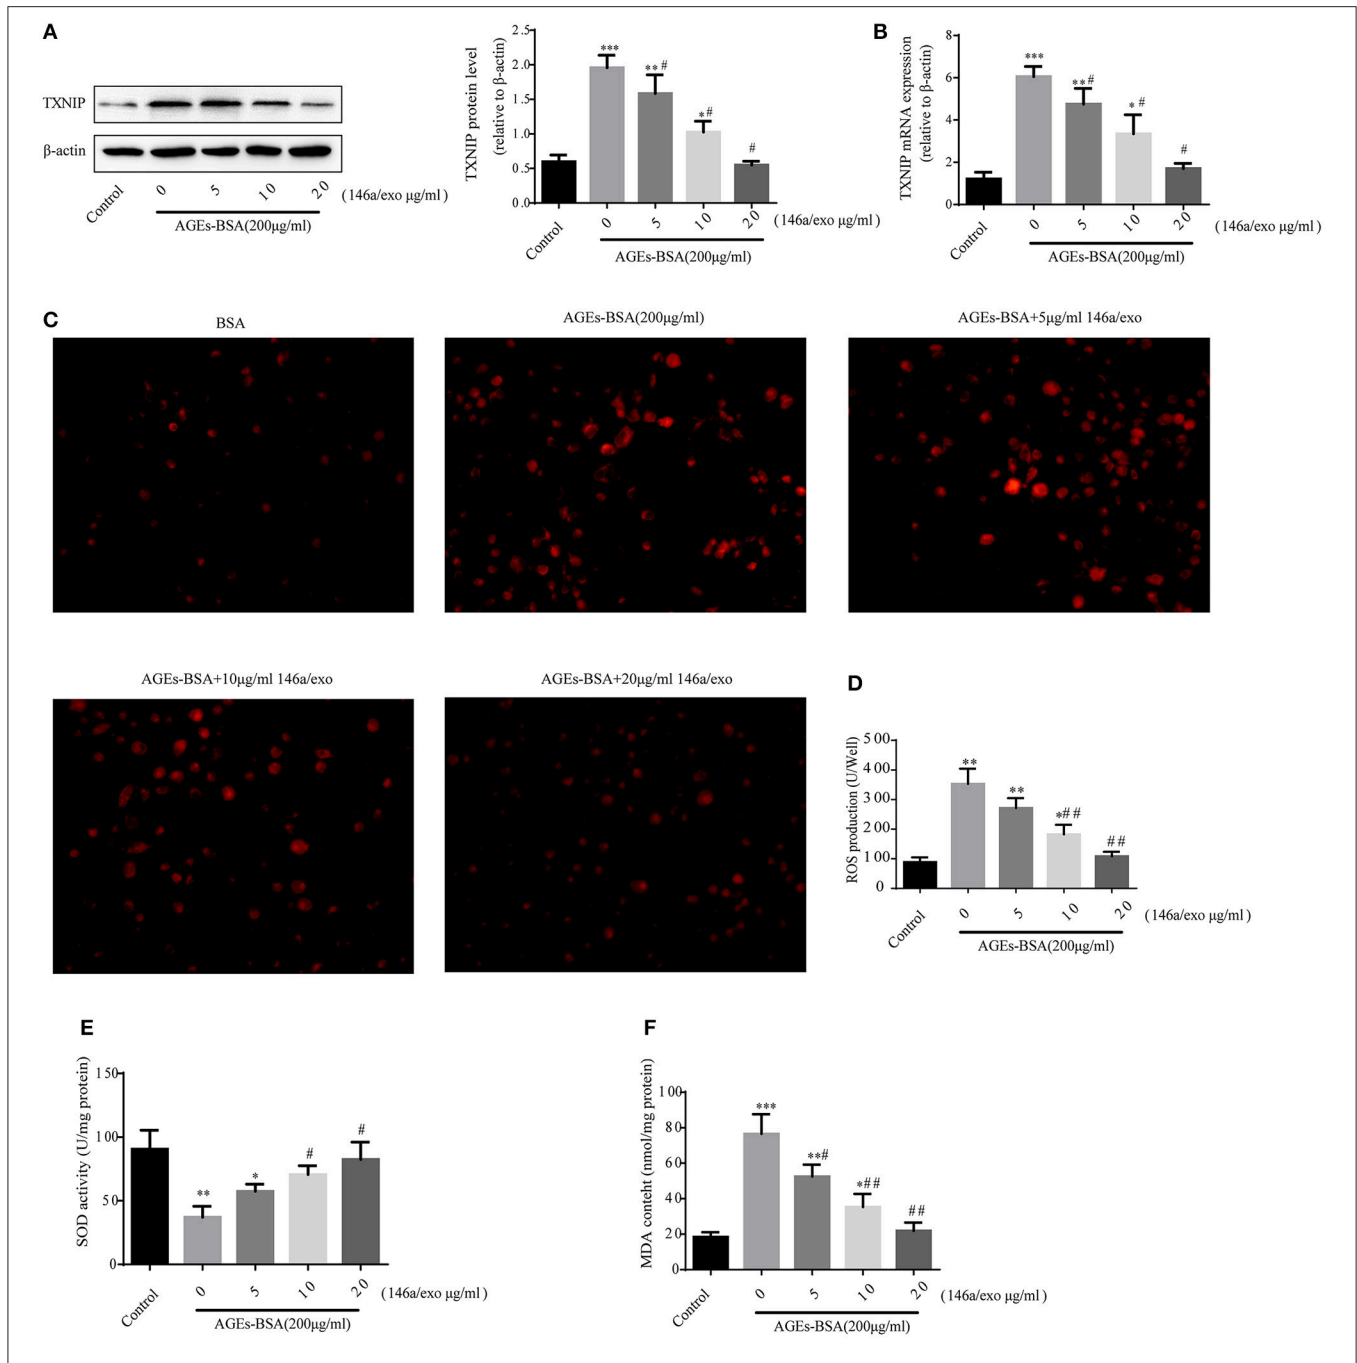 A
TXNIP
β-actin
Control
0
5
10
20
(146a/exo μg/ml)
AGEs-BSA(200μg/ml)
TXNIP protein level
(relative to β-actin)
2.5
2.0
1.5
1.0
0.5
0.0
***
**#
*#
#
Control
0
5
10
20
(146a/exo μg/ml)
AGEs-BSA(200μg/ml)
B
TXNIP mRNA expression
(relative to β-actin)
8
6
4
2
0
***
**#
*#
#
Control
0
5
10
20
(146a/exo μg/ml)
AGEs-BSA(200μg/ml)
C
BSA
AGEs-BSA(200μg/ml)
AGEs-BSA+5μg/ml 146a/exo
AGEs-BSA+10μg/ml 146a/exo
AGEs-BSA+20μg/ml 146a/exo
D
ROS production (U/Well)
500
400
300
200
100
0
**
**
*##
##
Control
0
5
10
20
(146a/exo μg/ml)
AGEs-BSA(200μg/ml)
E
SOD activity (U/mg protein)
150
100
50
0
**
*
#
#
Control
0
5
10
20
(146a/exo μg/ml)
AGEs-BSA(200μg/ml)
F
MDA conteht (nmol/mg protein)
100
80
60
40
20
0
***
**#
*##
##
Control
0
5
10
20
(146a/exo μg/ml)
AGEs-BSA(200μg/ml)